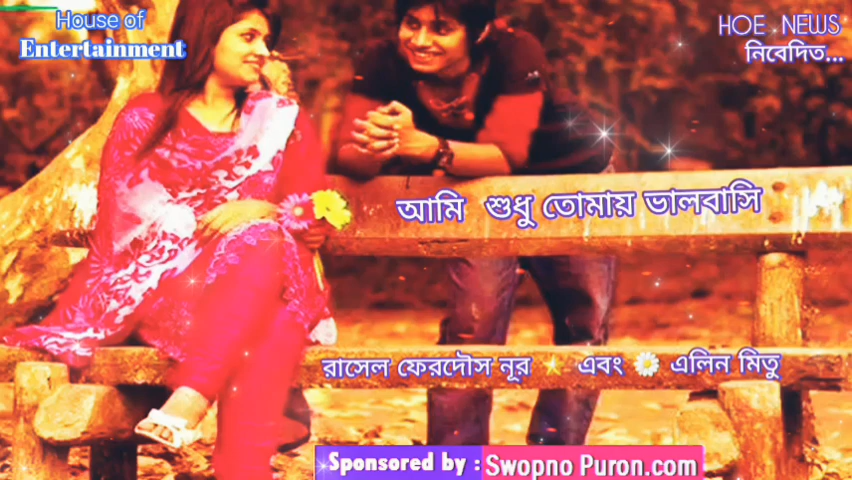 House of
Entertainment
HOE NEWS
নিবেদিত...
আমি শুধু তোমায় ভালবাসি
রাসেল ফেরদৌস নূর এবং এলিন মিতু
Sponsored by : Swopno Puron.com